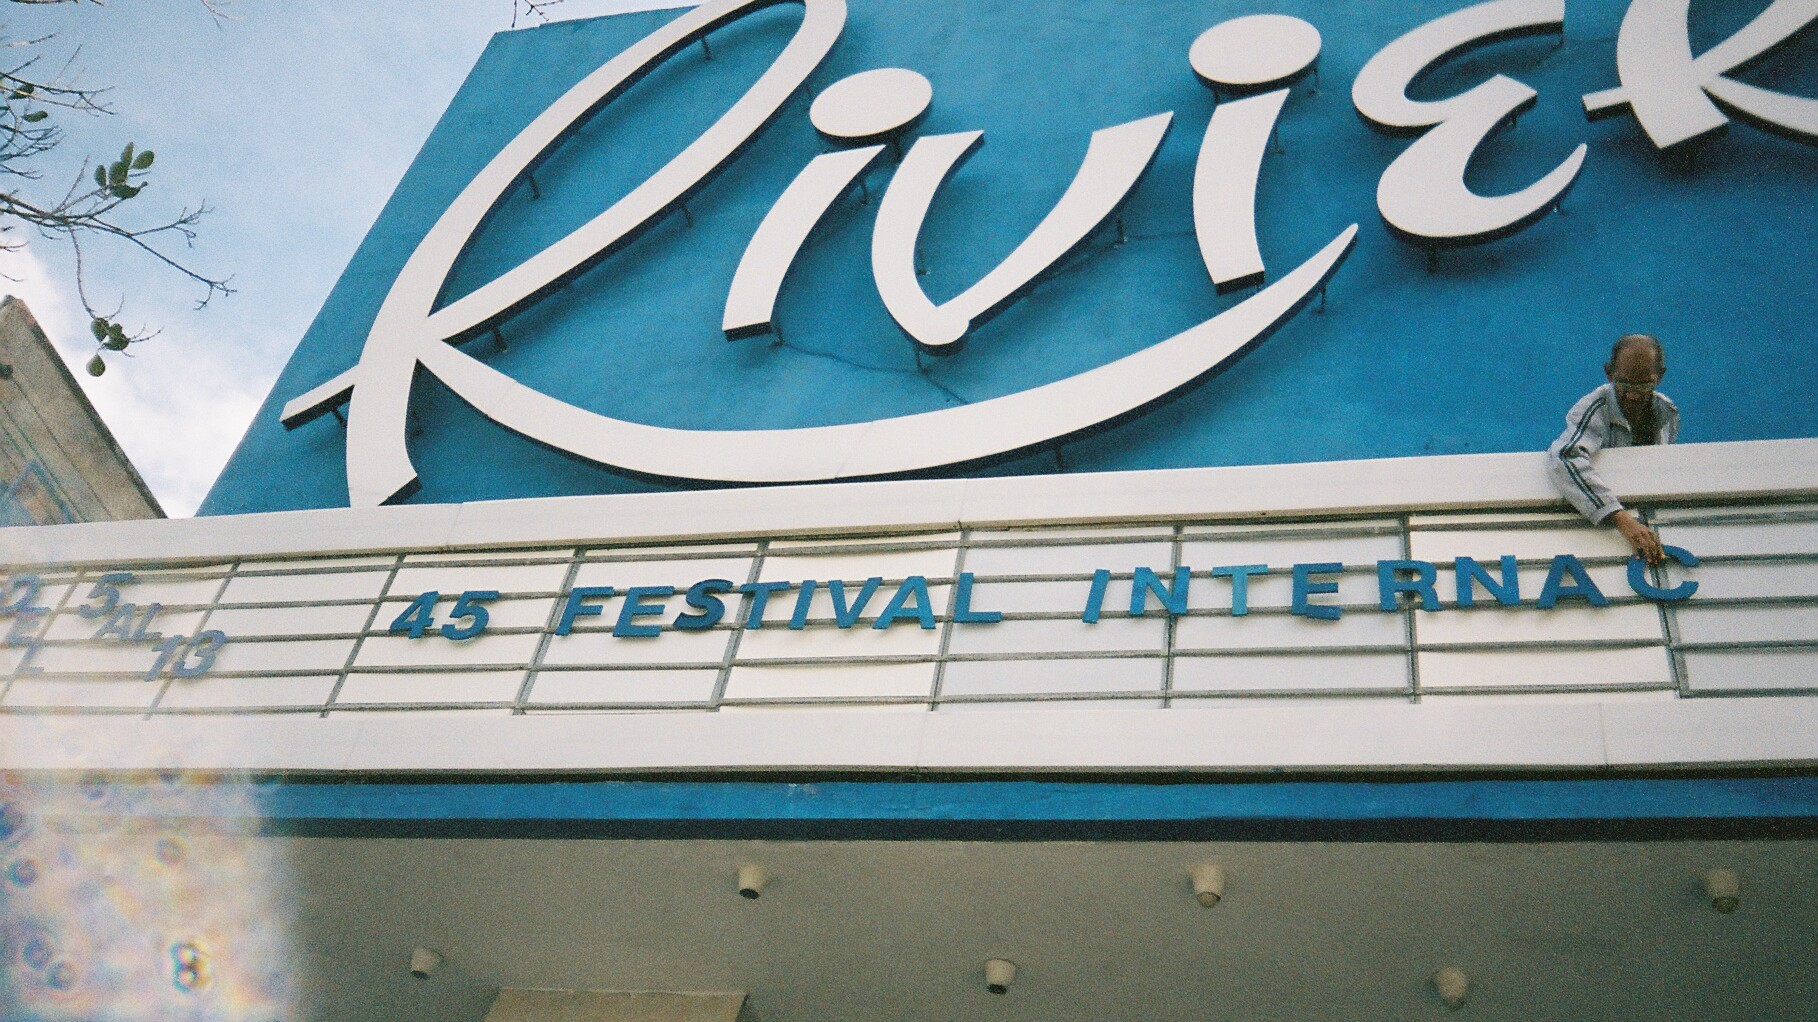 Rivier
5
AL
13
45 FESTIVAL INTERNAC